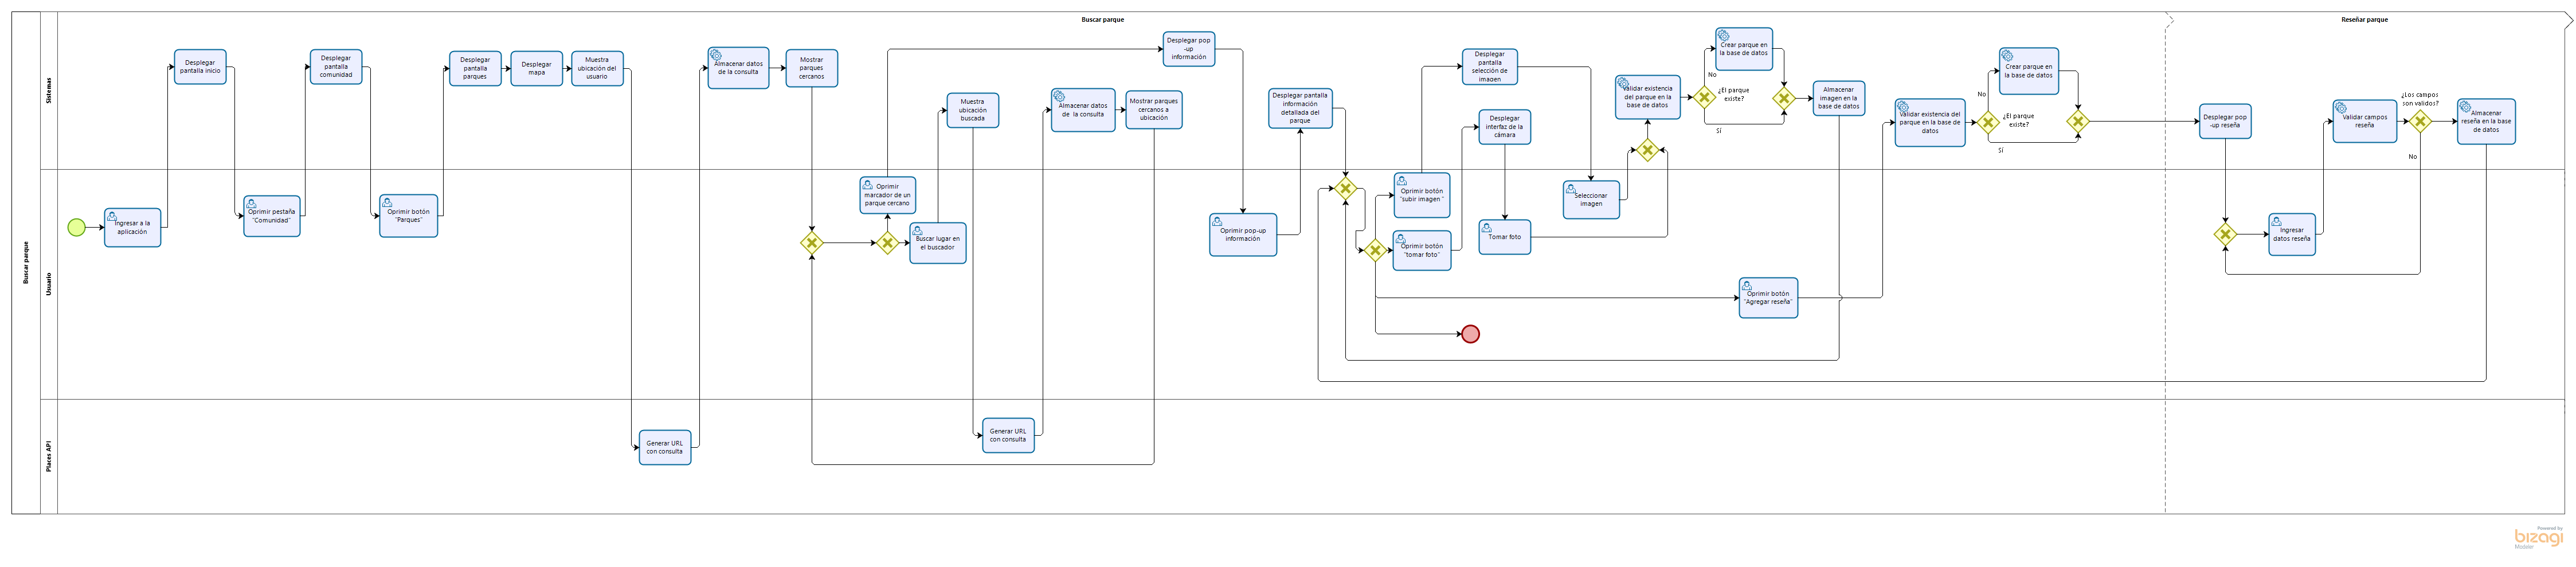 Buscar parque
Reseñar parque
Buscar parque
Sistemas
Usuario
Places API
Desplegar
pantalla inicio
Desplegar
pantalla
comunidad
Desplegar
pantalla
parques
Desplegar
mapa
Muestra
ubicación del
usuario
Almacenar datos
de la consulta
Mostrar
parques
cercanos
Muestra
ubicación
buscada
Almacenar datos
de la consulta
Mostrar parques
cercanos a
ubicación
Desplegar pop
-up
información
Desplegar pantalla
información
detallada del
parque
Desplegar
pantalla
selección de
imagen
Desplegar
interfaz de la
cámara
Validar existencia
del parque en la
base de datos
No
¿El parque
existe?
Sí
Crear parque en
la base de datos
Almacenar
imagen en la
base de datos
Validar existencia del
parque en la base de
datos
No
¿El parque
existe?
Sí
Crear parque en
la base de datos
Desplegar pop
-up reseña
Validar campos
reseña
¿Los campos
son validos?
No
Almacenar
reseña en la base
de datos
Ingresar a la
aplicación
Oprimir pestaña
"Comunidad"
Oprimir botón
"Parques"
Oprimir
marcador de un
parque cercano
Buscar lugar en
el buscador
Oprimir pop-up
información
Oprimir botón
"subir imagen "
Oprimir botón
"tomar foto"
Tomar foto
Seleccionar
imagen
Oprimir botón
"Agregar reseña"
Ingresar
datos reseña
Generar URL
con consulta
Generar URL
con consulta
Powered by
bizagi
Modeler